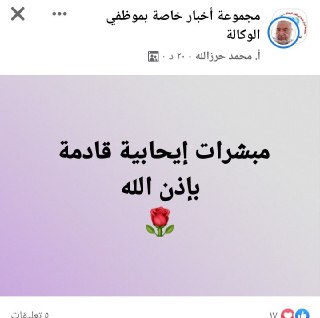 مجموعة أخبار خاصة بموظفي
الوكالة
أ. محمد حرزالله · ٢٠ د ·
مبشرات إيحابية قادمة
بإذن الله
١٧
٥ تعليقات